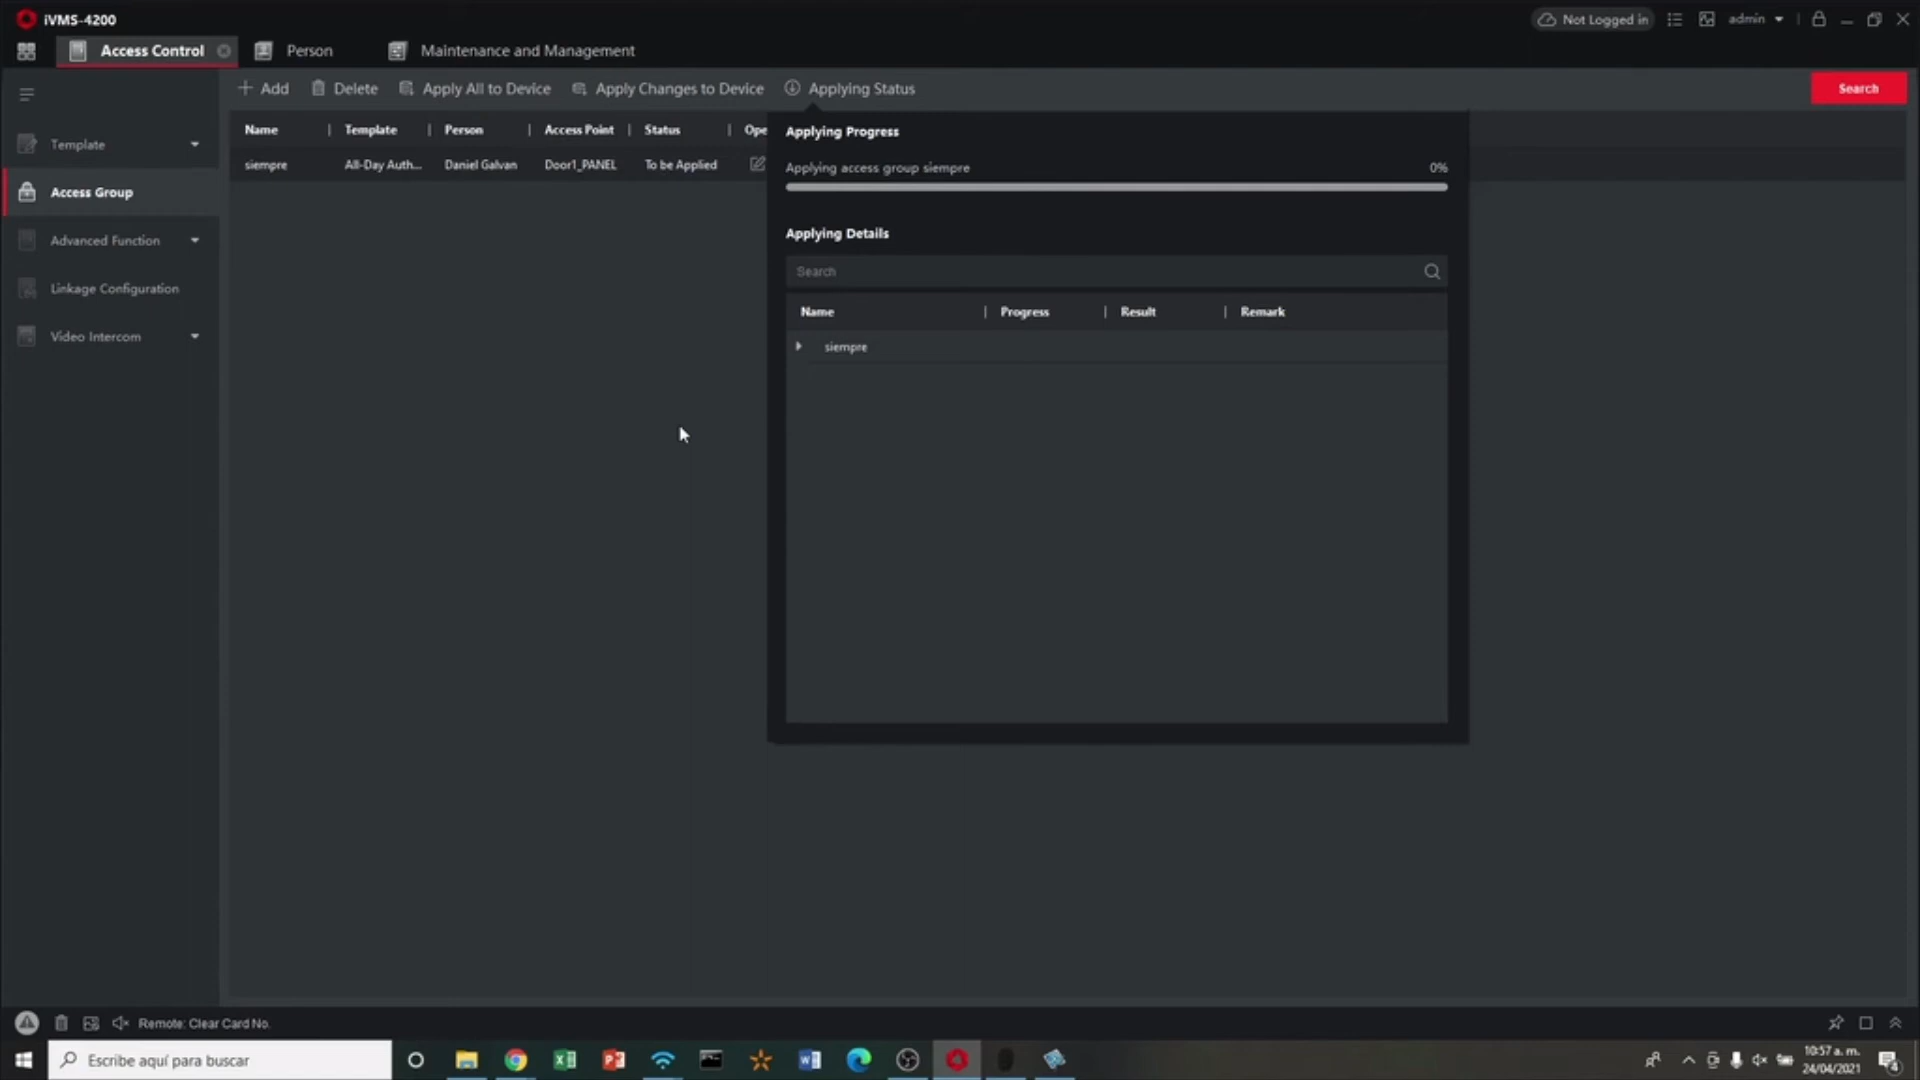 iVMS-4200
Not Logged in
admin
Access Control
Person
Maintenance and Management
Add
Delete
Apply All to Device
Apply Changes to Device
Applying Status
Search
Name
Template
Person
Access Point
Status
Ope
siempre
All-Day Auth...
Daniel Galvan
Door1_PANEL
To be Applied
Template
Access Group
Advanced Function
Linkage Configuration
Video Intercom
Applying Progress
Applying access group siempre
0%
Applying Details
Search
Name
Progress
Result
Remark
siempre
Remote: Clear Card No.
Escribe aquí para buscar
10:57 a. m.
24/04/2021
4